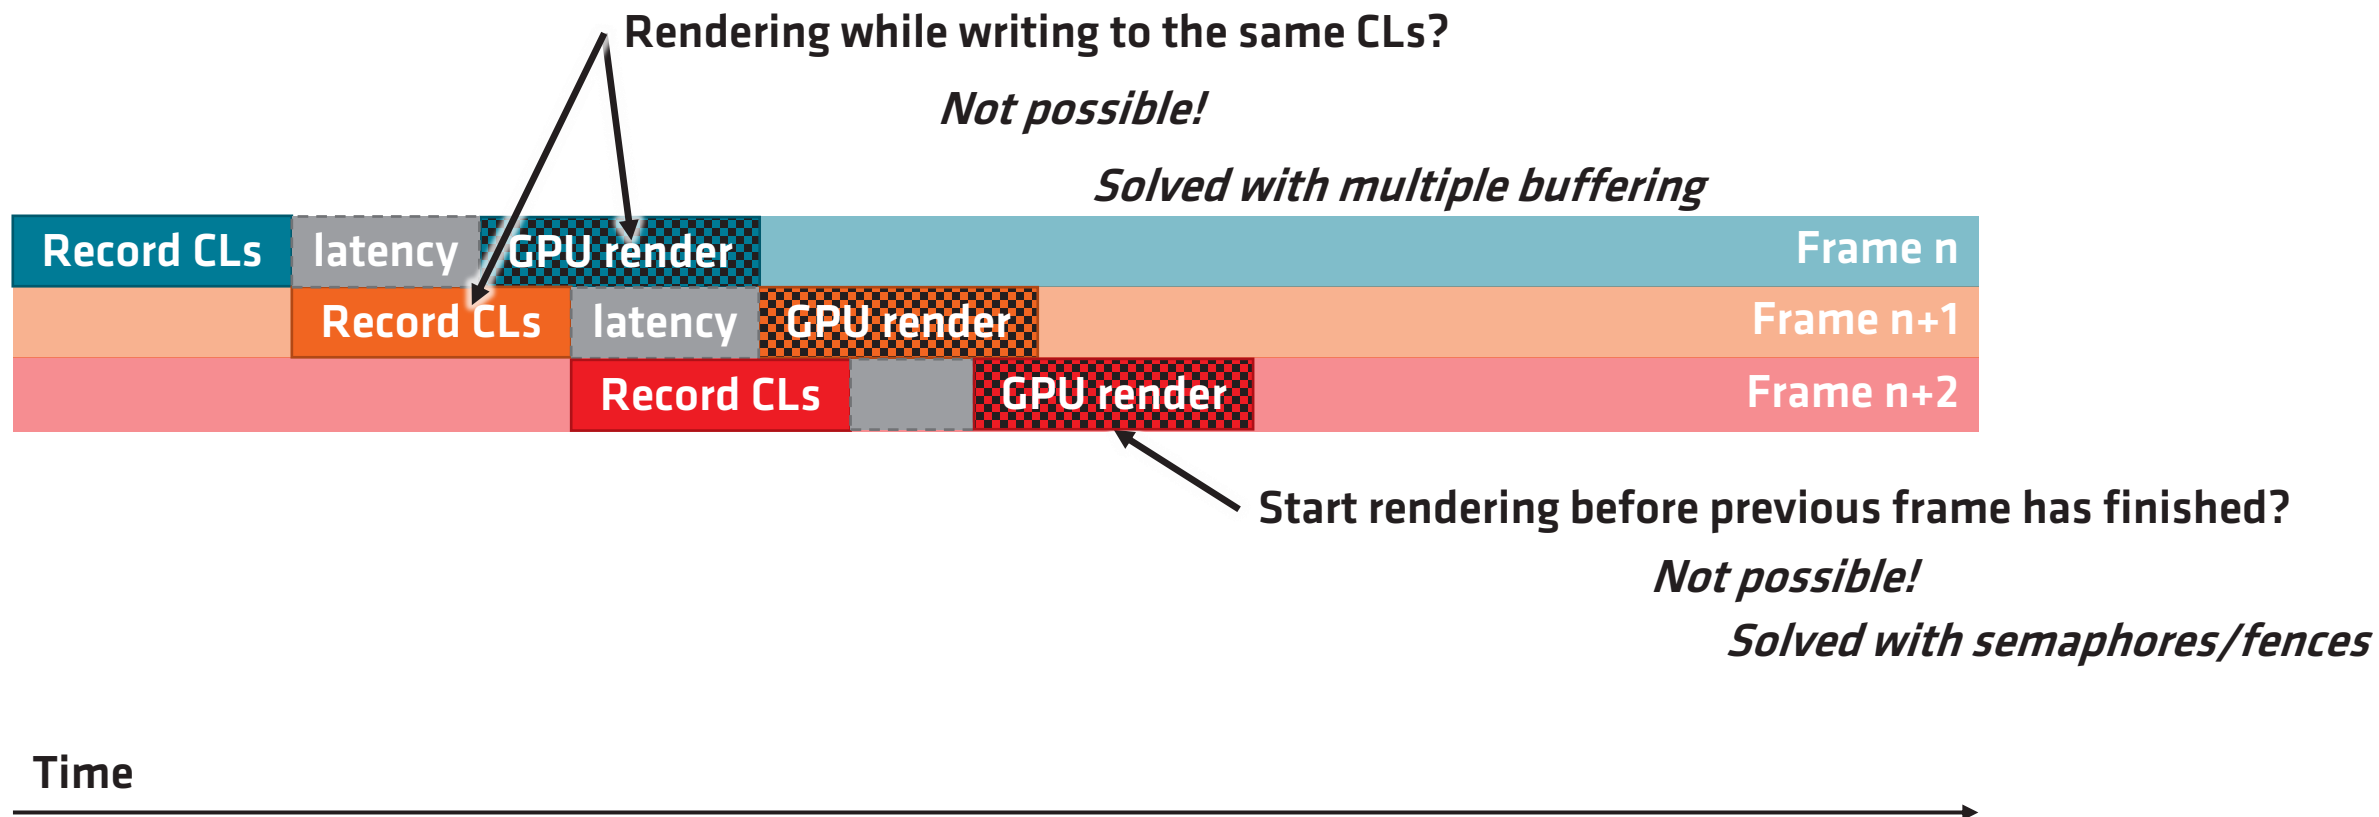 Rendering while writing to the same CLs?
Not possible!
Solved with multiple buffering
Record CLs latency GPU render Frame n
Record CLs latency GPU render Frame n+1
Record CLs GPU render Frame n+2
Start rendering before previous frame has finished?
Not possible!
Solved with semaphores/fences
Time